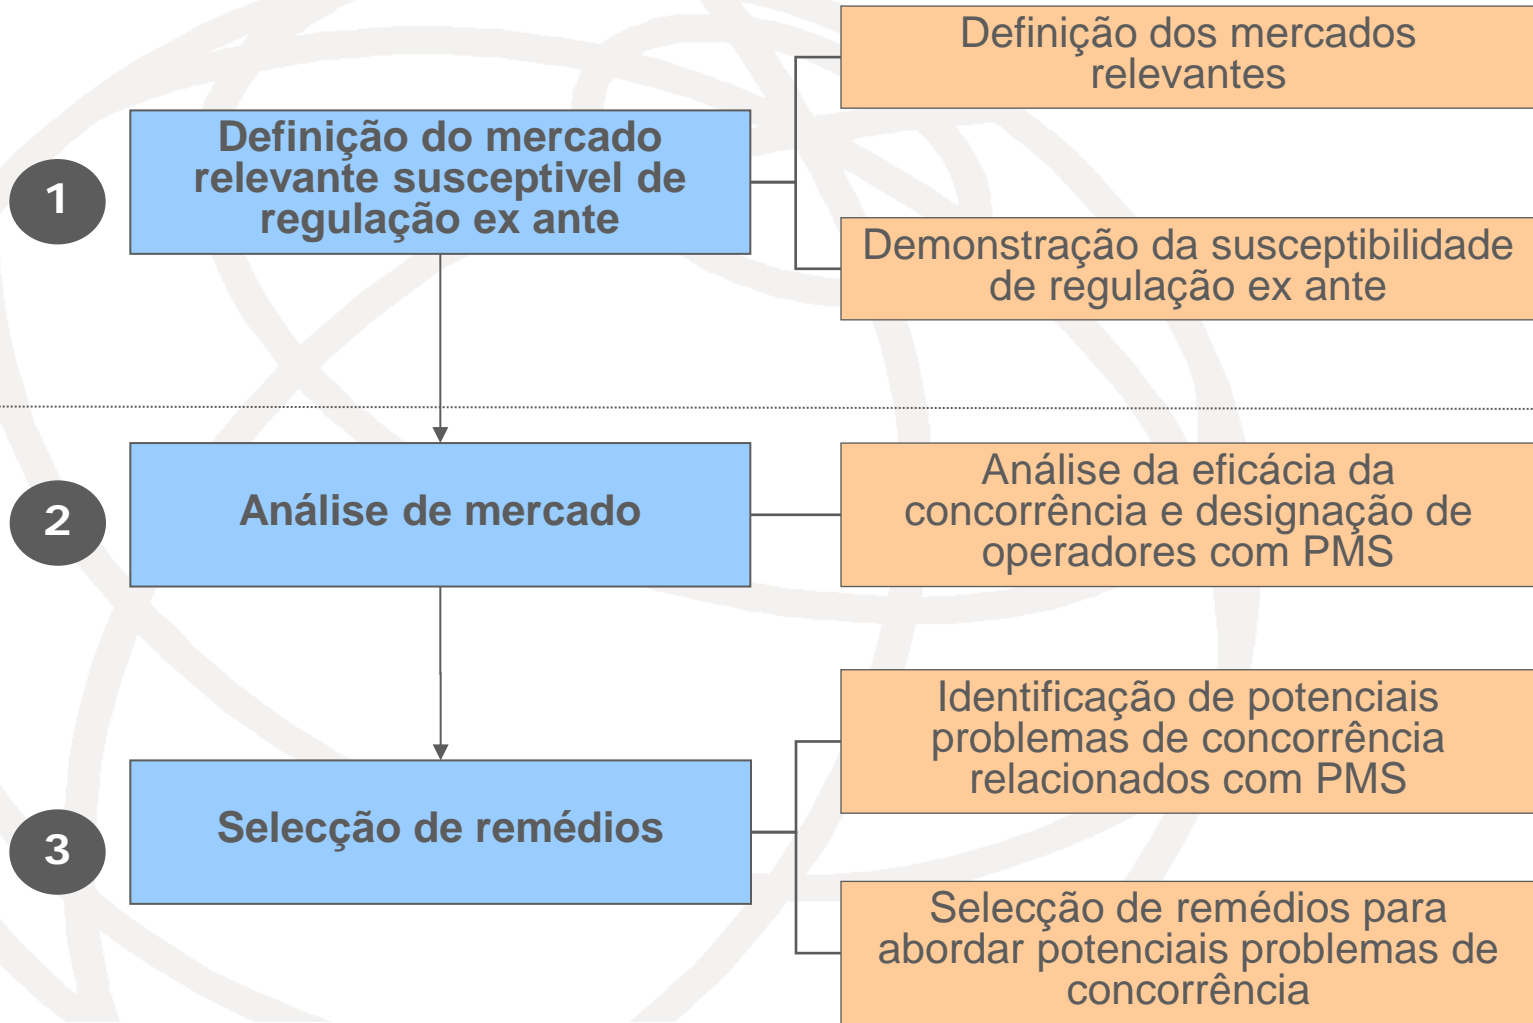 Definição dos mercados
relevantes
1
Definição do mercado
relevante susceptivel de
regulação ex ante
Demonstração da susceptibilidade
de regulação ex ante
2
Análise de mercado
Análise da eficácia da
concorrência e designação de
operadores com PMS
3
Selecção de remédios
Identificação de potenciais
problemas de concorrência
relacionados com PMS
Selecção de remédios para
abordar potenciais problemas de
concorrência